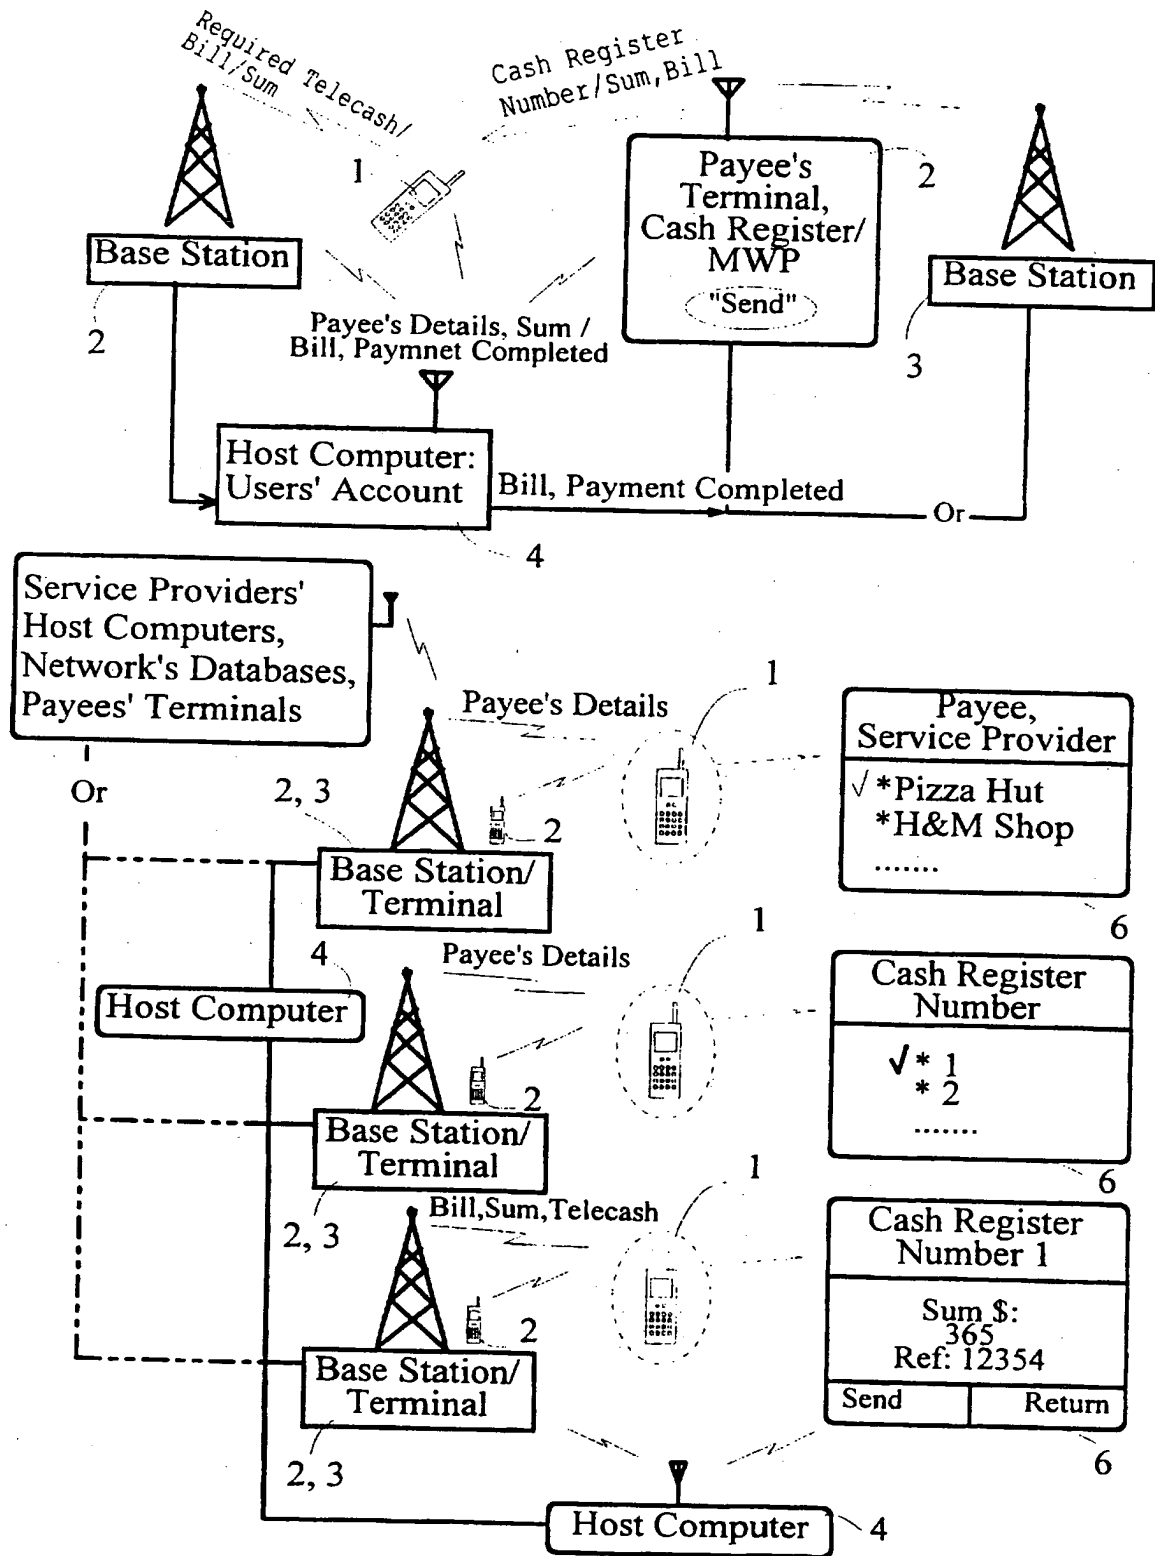 Required Telecash/
Bill/Sum
Cash Register
Number/Sum,Bill
1
Payee's
Terminal,
Cash Register/
MWP
"Send"
2
Base Station
2
Base Station
3
Payee's Details, Sum /
Bill, Paymnet Completed
Host Computer:
Users' Account
Bill, Payment Completed
Or
4
Service Providers'
Host Computers,
Network's Databases,
Payees' Terminals
Or
Payee's Details
1
2, 3
2
Base Station/
Terminal
Payee,
Service Provider
√ *Pizza Hut
*H&M Shop
.......
6
4
Host Computer
Payee's Details
1
2
Base Station/
Terminal
2, 3
Cash Register
Number
√* 1
* 2
.......
6
Bill,Sum,Telecash
1
2
Base Station/
Terminal
2, 3
Cash Register
Number 1
Sum $:
365
Ref: 12354
Send
Return
6
Host Computer
4